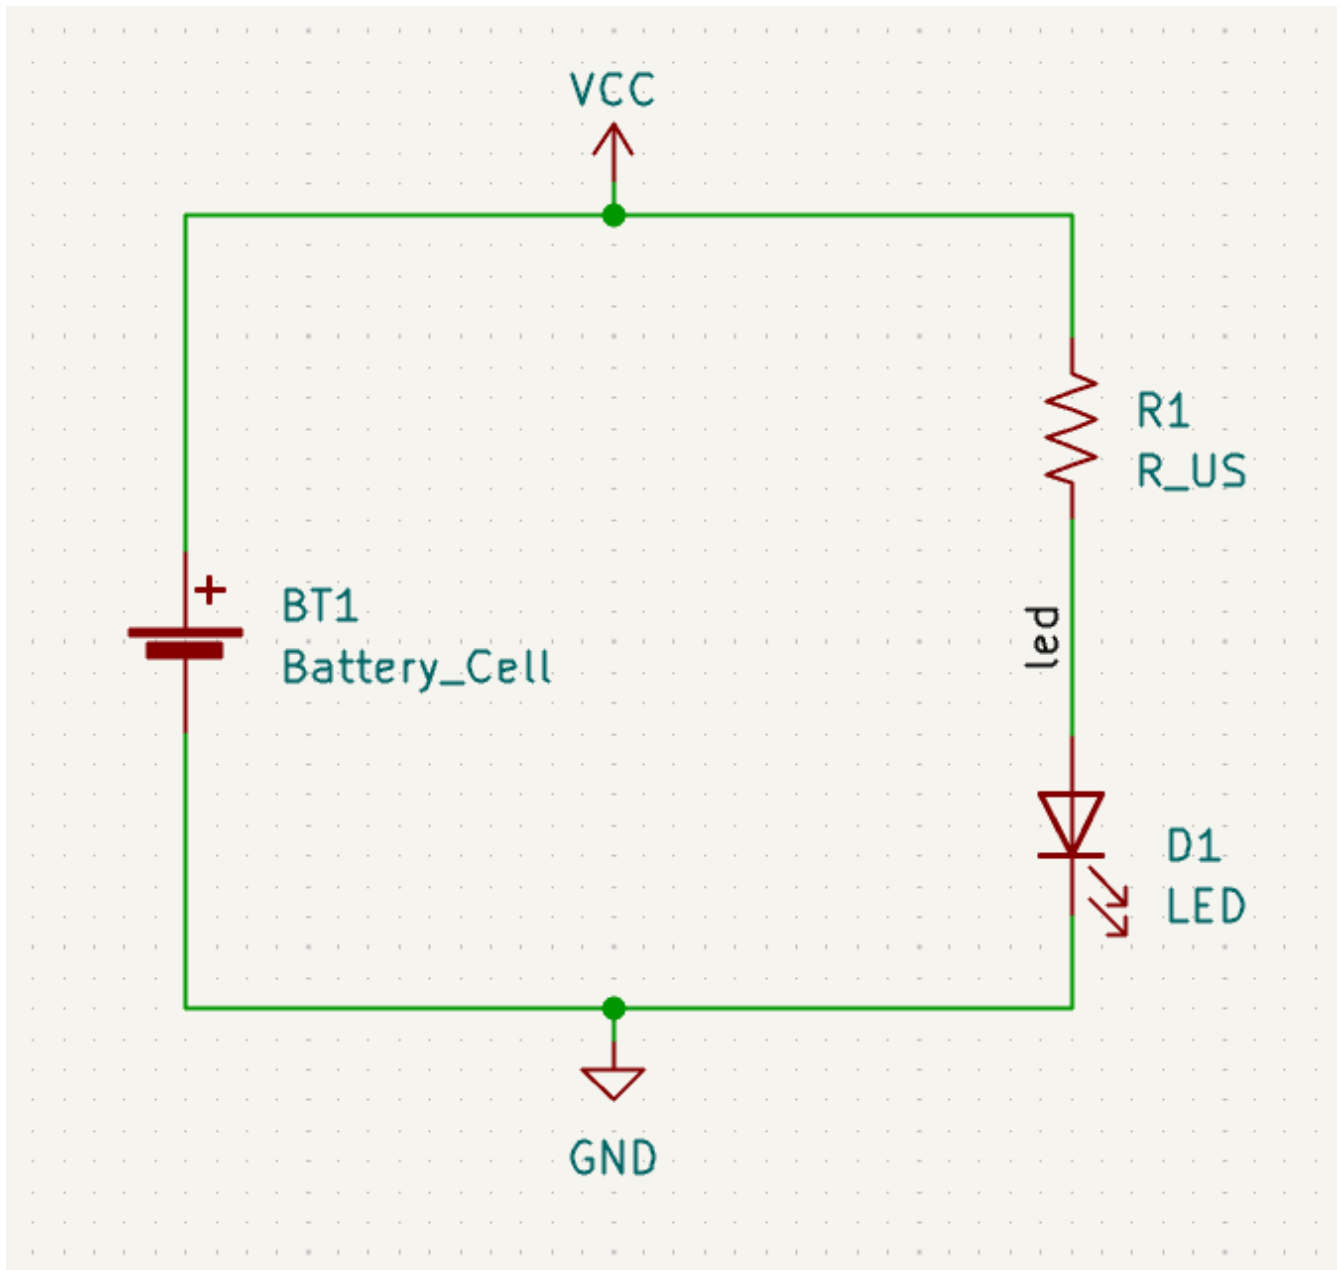 VCC
R1
R_US
BT1
Battery_Cell
led
D1
LED
GND